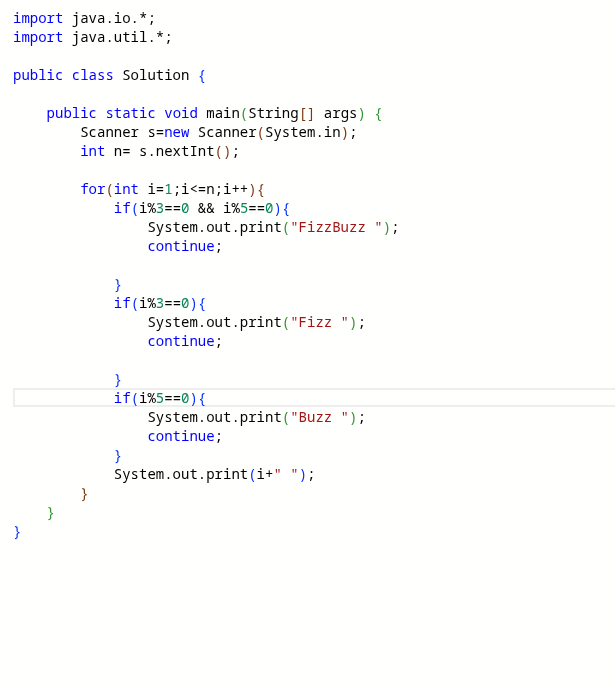 import java.io.*;
import java.util.*;

public class Solution {

    public static void main(String[] args) {
        Scanner s=new Scanner(System.in);
        int n= s.nextInt();

        for(int i=1;i<=n;i++){
            if(i%3==0 && i%5==0){
                System.out.print("FizzBuzz ");
                continue;

            }
            if(i%3==0){
                System.out.print("Fizz ");
                continue;

            }
            if(i%5==0){
                System.out.print("Buzz ");
                continue;
            }
            System.out.print(i+" ");
        }
    }
}